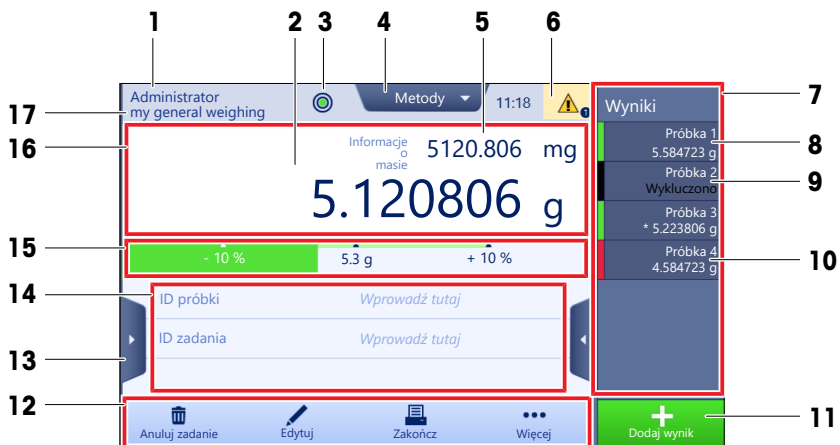 1
2
3
4
5
6
7
8
9
10
11
12
13
14
15
16
17
Administrator
my general weighing
Metody
11:18
1
Informacje
o
masie
5120.806 mg
5.120806 g
- 10 %
5.3 g
+ 10 %
ID próbki
Wprowadź tutaj
ID zadania
Wprowadź tutaj
Anuluj zadanie
Edytuj
Zakończ
Więcej
Wyniki
Próbka 1
5.584723 g
Próbka 2
Wykluczono
Próbka 3
* 5.223806 g
Próbka 4
4.584723 g
Dodaj wynik